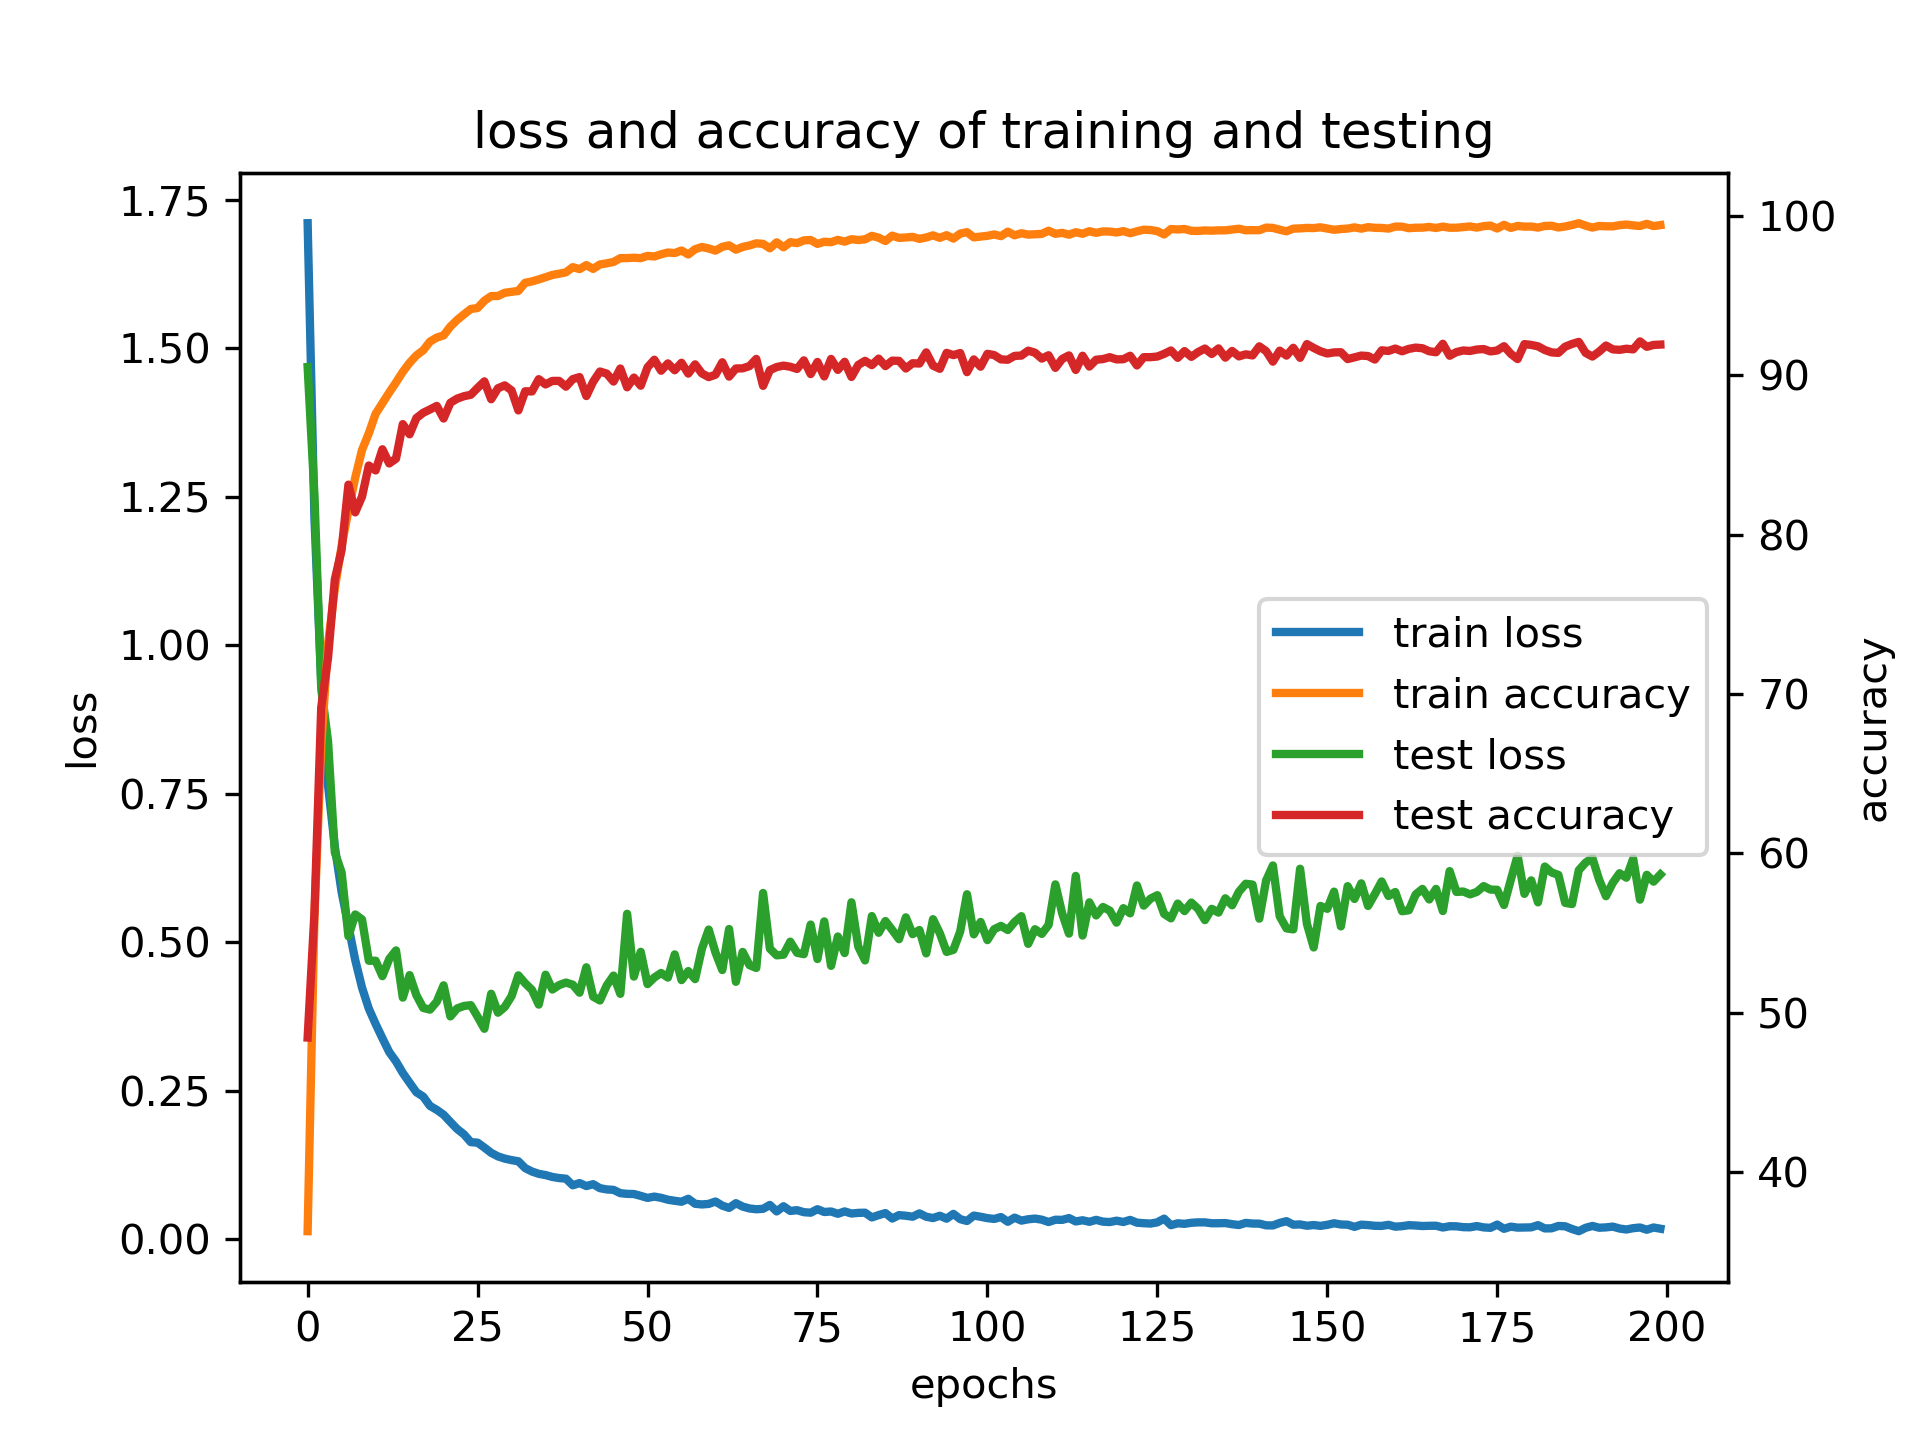 loss and accuracy of training and testing
1.75
1.50
1.25
1.00
0.75
0.50
0.25
0.00
loss
100
90
80
70
60
50
40
accuracy
train loss
train accuracy
test loss
test accuracy
0 25 50 75 100 125 150 175 200
epochs